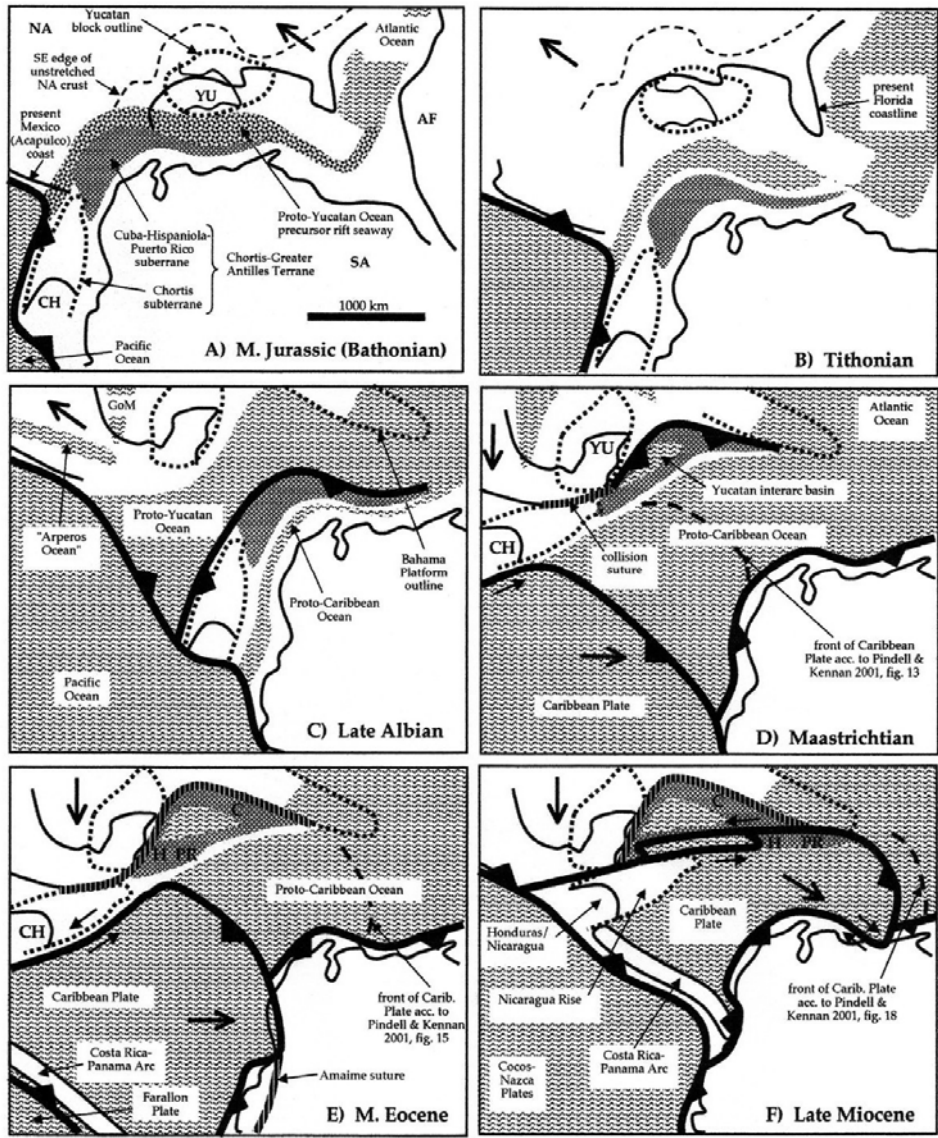 NA
Yucatan
block outline
Atlantic
Ocean
SE edge of
unstretched
NA crust
YU
present
Mexico
(Acapulco)
coast
AF
Cuba-Hispaniola-
Puerto Rico
suberrane
Proto-Yucatan Ocean
precursor rift seaway
Chortis-Greater
Antilles Terrane
SA
Chortis
subterrane
CH
1000 km
Pacific
Ocean
A) M. Jurassic (Bathonian)
present
Florida
coastline
B) Tithonian
GoM
"Arperos
Ocean"
Proto-Yucatan
Ocean
Bahama
Platform
outline
Proto-Caribbean
Ocean
Pacific
Ocean
C) Late Albian
Atlantic
Ocean
YU
Yucatan interarc basin
Proto-Caribbean Ocean
CH
collision
suture
front of Caribbean
Plate acc. to Pindell &
Kennan 2001, fig. 13
Caribbean Plate
D) Maastrichtian
C
H PR
Proto-Caribbean Ocean
CH
Caribbean Plate
front of Carib.
Plate acc. to
Pindell & Kennan
2001, fig. 15
Costa Rica-
Panama Arc
Amaime suture
Farallon
Plate
E) M. Eocene
C
H PR
Caribbean
Plate
Honduras/
Nicaragua
Nicaragua Rise
front of Carib. Plate
acc. to Pindell &
Kennan 2001, fig. 18
Costa Rica-
Panama Arc
Cocos-
Nazca
Plates
F) Late Miocene